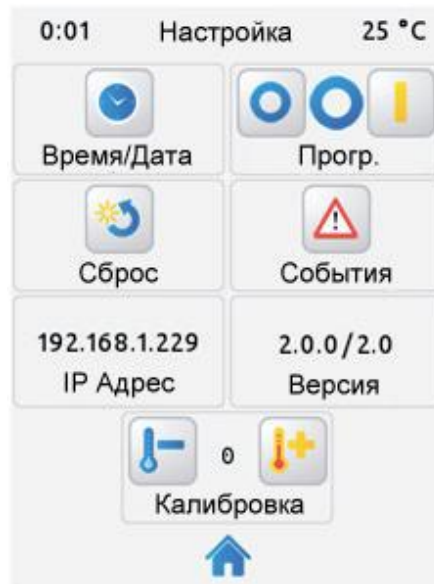 0:01 Настройка 25 °C
Время/Дата Прогр.
Сброс События
192.168.1.229 2.0.0/2.0
IP Адрес Версия
0
Калибровка